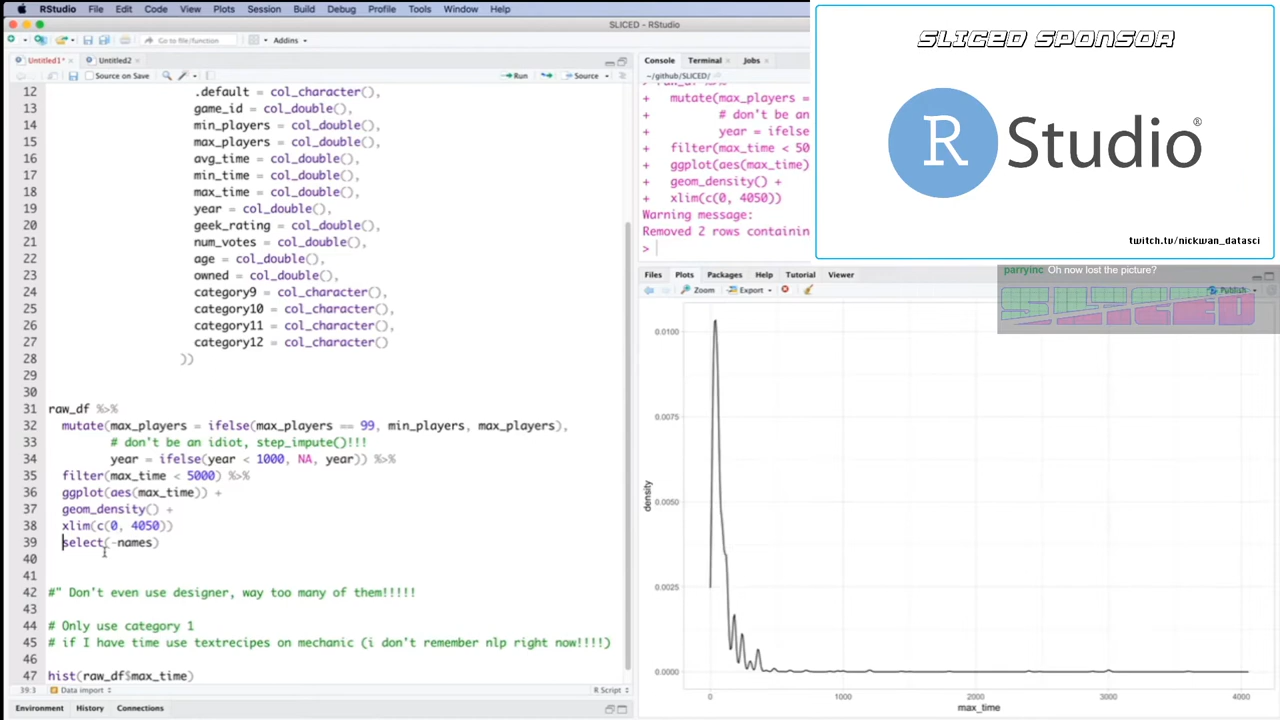 RStudio File Edit Code View Plots Session Build Debug Profile Tools Window Help
SLICED - RStudio
Go to file/function Addins
Untitled1* Untitled2
Source on Save Run Source
12 .default = col_character(),
13 game_id = col_double(),
14 min_players = col_double(),
15 max_players = col_double(),
16 avg_time = col_double(),
17 min_time = col_double(),
18 max_time = col_double(),
19 year = col_double(),
20 geek_rating = col_double(),
21 num_votes = col_double(),
22 age = col_double(),
23 owned = col_double(),
24 category9 = col_character(),
25 category10 = col_character(),
26 category11 = col_character(),
27 category12 = col_character()
28 ))
29
30
31 raw_df %>%
32 mutate(max_players = ifelse(max_players == 99, min_players, max_players),
33 # don't be an idiot, step_impute()!!!
34 year = ifelse(year < 1000, NA, year)) %>%
35 filter(max_time < 5000) %>%
36 ggplot(aes(max_time)) +
37 geom_density() +
38 xlim(c(0, 4050))
39 select(-names)
40
41
42 #" Don't even use designer, way too many of them!!!!!
43
44 # Only use category 1
45 # if I have time use textrecipes on mechanic (i don't remember nlp right now!!!!)
46
47 hist(raw_df$max_time)
39:3 Data import R Script
Environment History Connections
Console Terminal Jobs
~/github/SLICED/
+ mutate(max_players =
+ # don't be an
+ year = ifelse
+ filter(max_time < 50
+ ggplot(aes(max_time)
+ geom_density() +
+ xlim(c(0, 4050))
Warning message:
Removed 2 rows containin
>
SLICED SPONSOR
R Studio®
twitch.tv/nickwan_datasci
Files Plots Packages Help Tutorial Viewer
parryinc Oh now lost the picture?
Zoom Export Publish
SLICED
0.0100
0.0075
0.0050
0.0025
0.0000
density
0 1000 2000 3000 4000
max_time